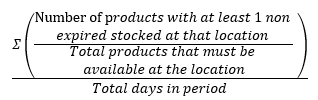 Number of products with at least 1 non
expired stocked at that location
Σ
Total products that must be
available at the location
Total days in period